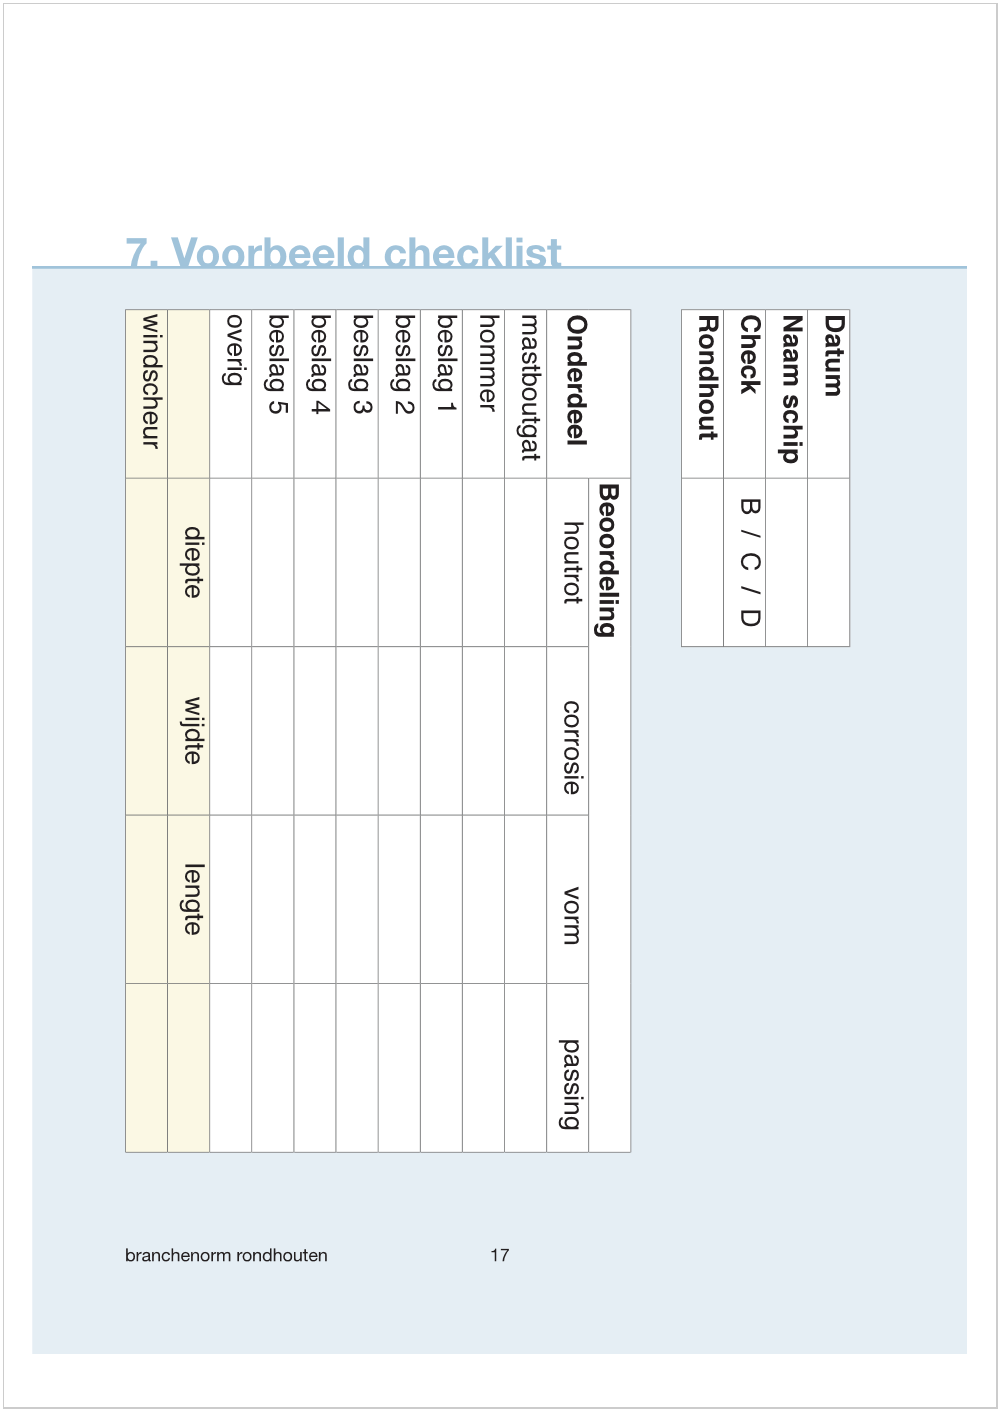 7. Voorbeeld checklist
Datum
Naam schip
Check B / C / D
Rondhout
Beoordeling
Onderdeel houtrot corrosie vorm passing
mastboutgat
hommer
beslag 1
beslag 2
beslag 3
beslag 4
beslag 5
overig
diepte wijdte lengte
windscheur
branchenorm rondhouten 17